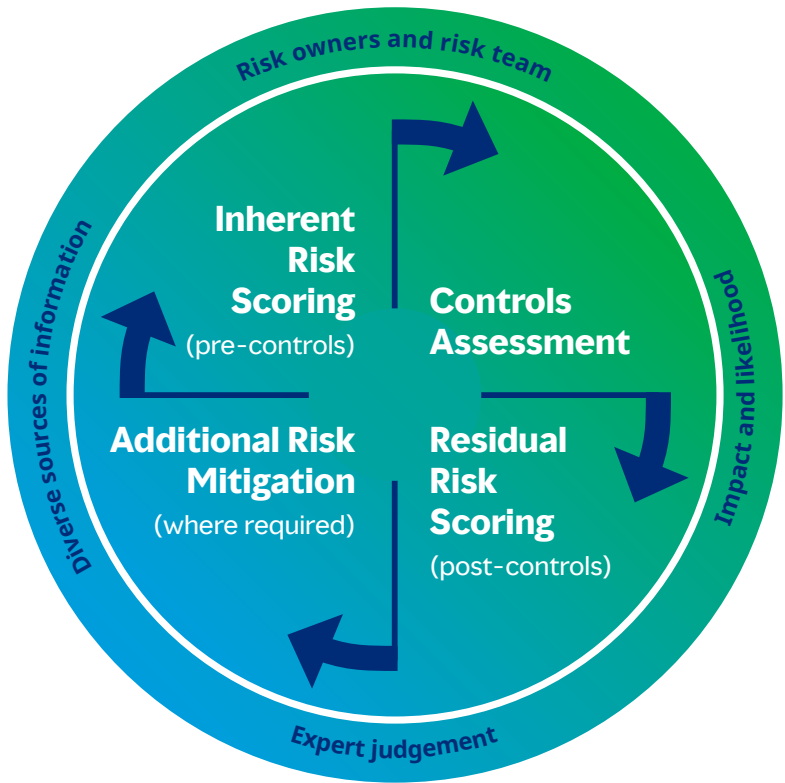 Risk owners and risk team
Inherent
Risk
Scoring
(pre-controls)
Controls
Assessment
Additional Risk
Mitigation
(where required)
Residual
Risk
Scoring
(post-controls)
Diverse sources of information
Impact and likelihood
Expert judgement